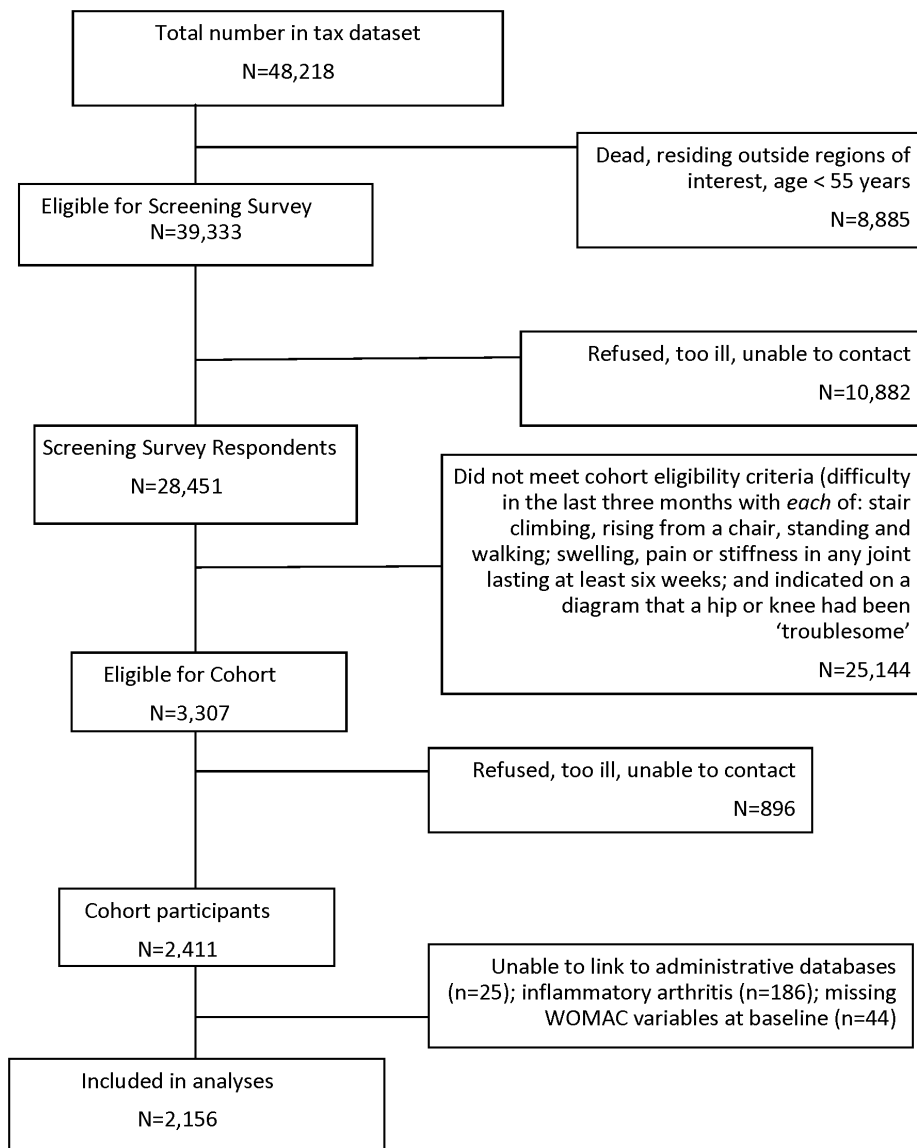 Total number in tax dataset
N=48,218
Dead, residing outside regions of
interest, age < 55 years
N=8,885
Eligible for Screening Survey
N=39,333
Refused, too ill, unable to contact
N=10,882
Screening Survey Respondents
N=28,451
Did not meet cohort eligibility criteria (difficulty
in the last three months with each of: stair
climbing, rising from a chair, standing and
walking; swelling, pain or stiffness in any joint
lasting at least six weeks; and indicated on a
diagram that a hip or knee had been
‘troublesome’
N=25,144
Eligible for Cohort
N=3,307
Refused, too ill, unable to contact
N=896
Cohort participants
N=2,411
Unable to link to administrative databases
(n=25); inflammatory arthritis (n=186); missing
WOMAC variables at baseline (n=44)
Included in analyses
N=2,156